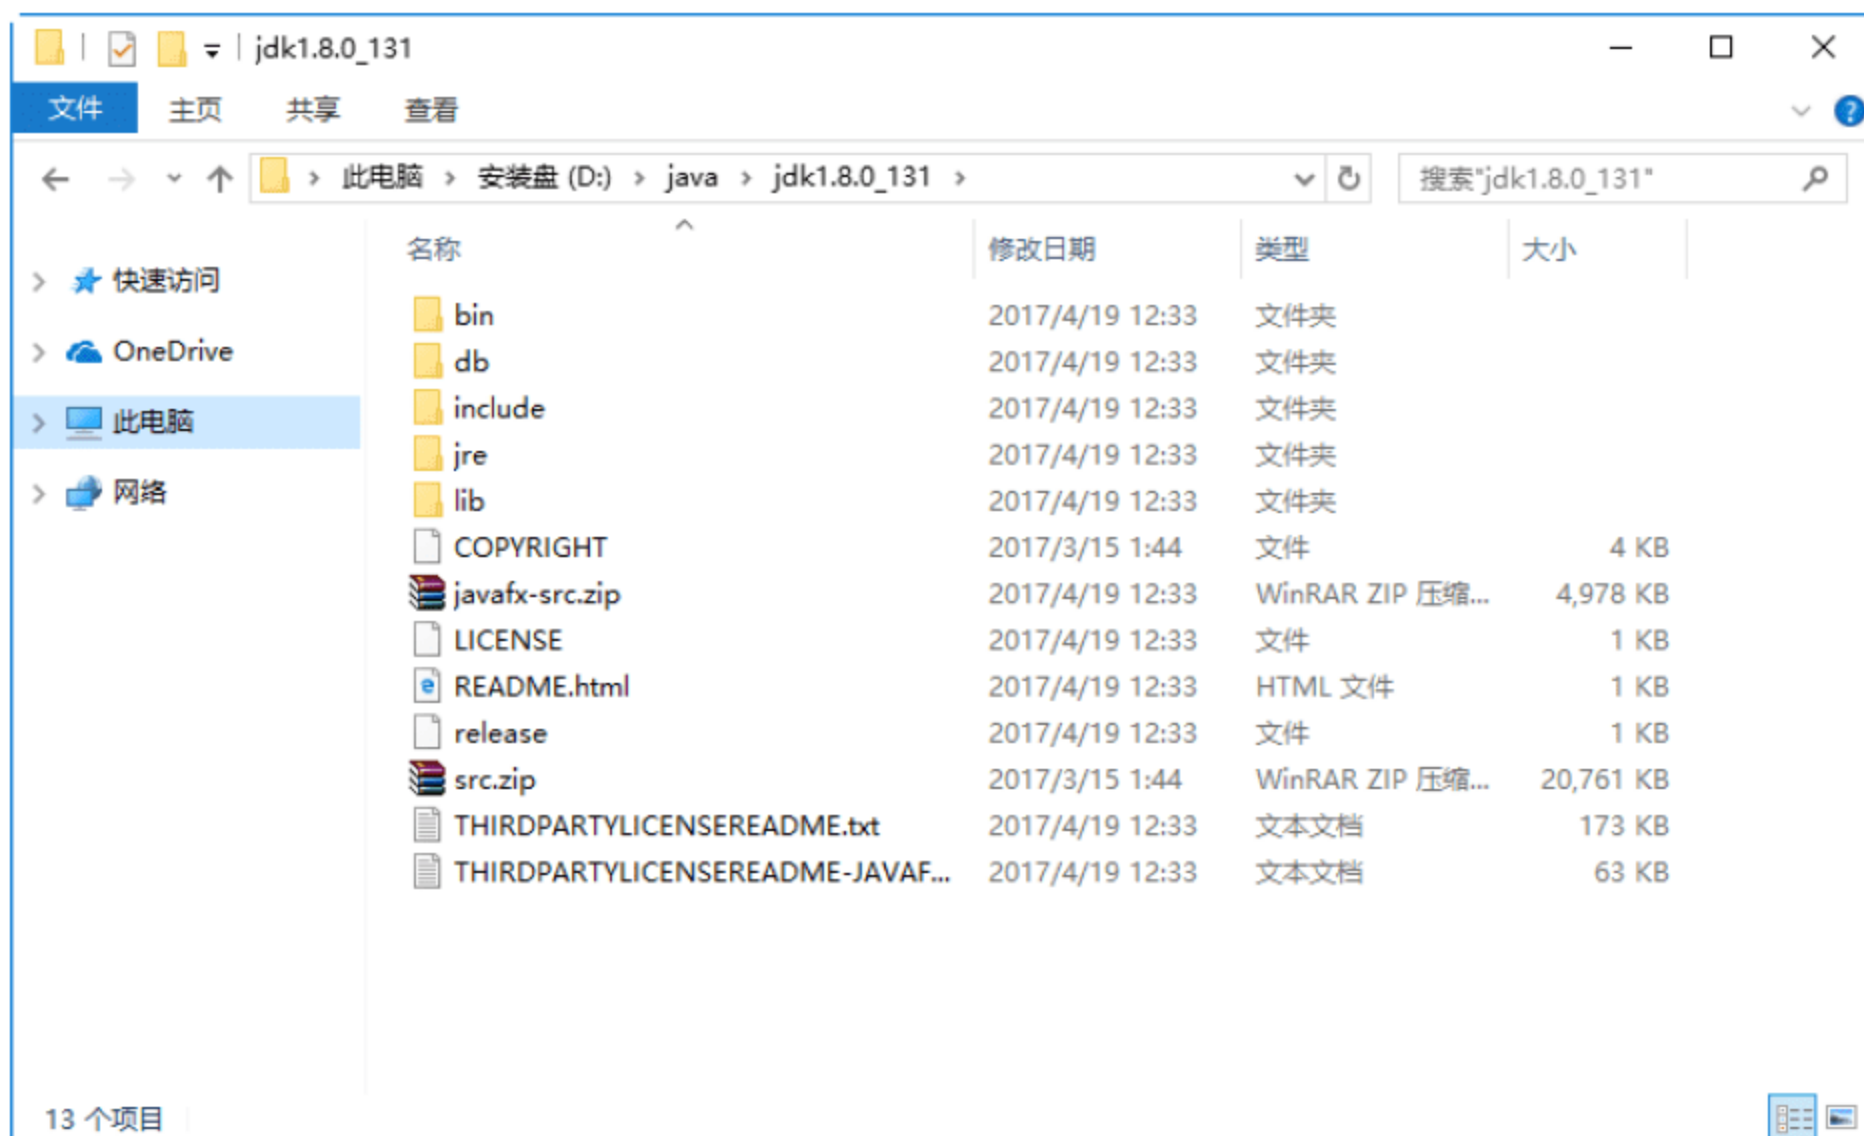 jdk1.8.0_131
文件 主页 共享 查看
此电脑 安装盘 (D:) java jdk1.8.0_131 搜索"jdk1.8.0_131"
名称 修改日期 类型 大小
快速访问
OneDrive
此电脑
网络
bin 2017/4/19 12:33 文件夹
db 2017/4/19 12:33 文件夹
include 2017/4/19 12:33 文件夹
jre 2017/4/19 12:33 文件夹
lib 2017/4/19 12:33 文件夹
COPYRIGHT 2017/3/15 1:44 文件 4 KB
javafx-src.zip 2017/4/19 12:33 WinRAR ZIP 压缩... 4,978 KB
LICENSE 2017/4/19 12:33 文件 1 KB
README.html 2017/4/19 12:33 HTML 文件 1 KB
release 2017/4/19 12:33 文件 1 KB
src.zip 2017/3/15 1:44 WinRAR ZIP 压缩... 20,761 KB
THIRDPARTYLICENSEREADME.txt 2017/4/19 12:33 文本文档 173 KB
THIRDPARTYLICENSEREADME-JAVAF... 2017/4/19 12:33 文本文档 63 KB
13 个项目